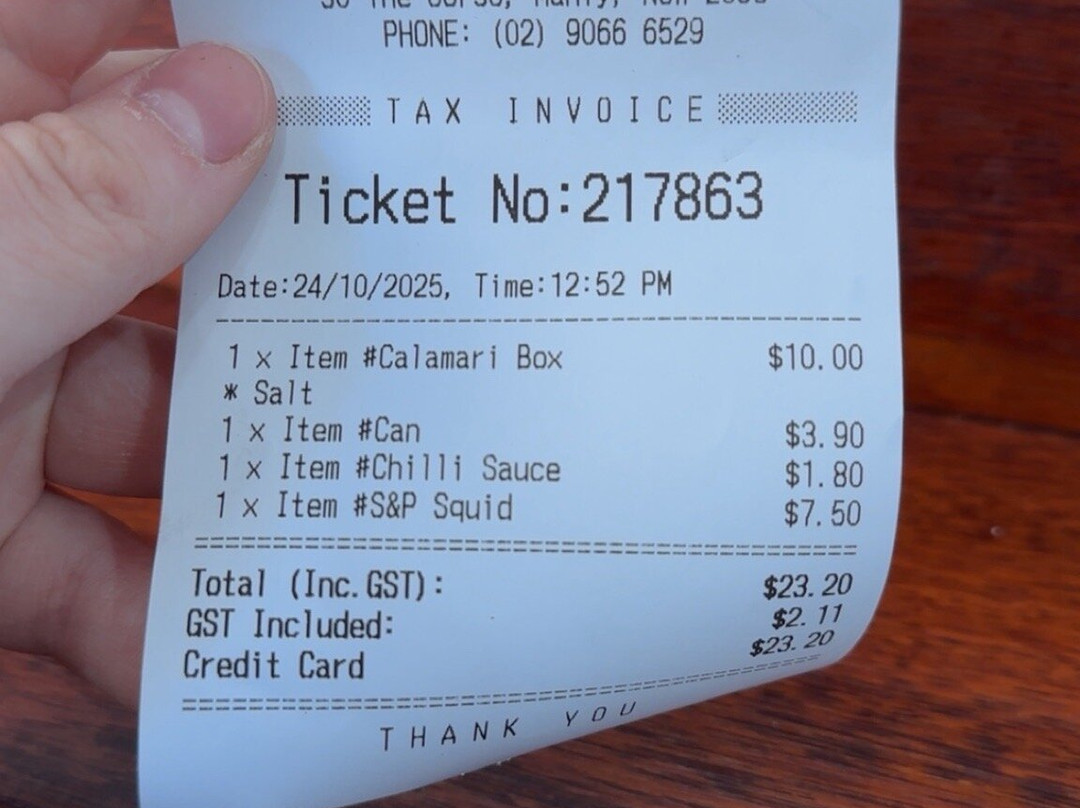 PHONE: (02) 9066 6529
TAX INVOICE
Ticket No:217863
Date:24/10/2025, Time:12:52 PM
1 x Item #Calamari Box $10.00
* Salt
1 x Item #Can $3.90
1 x Item #Chilli Sauce $1.80
1 x Item #S&P Squid $7.50
Total (Inc.GST): $23.20
GST Included: $2.11
Credit Card $23.20
THANK YOU